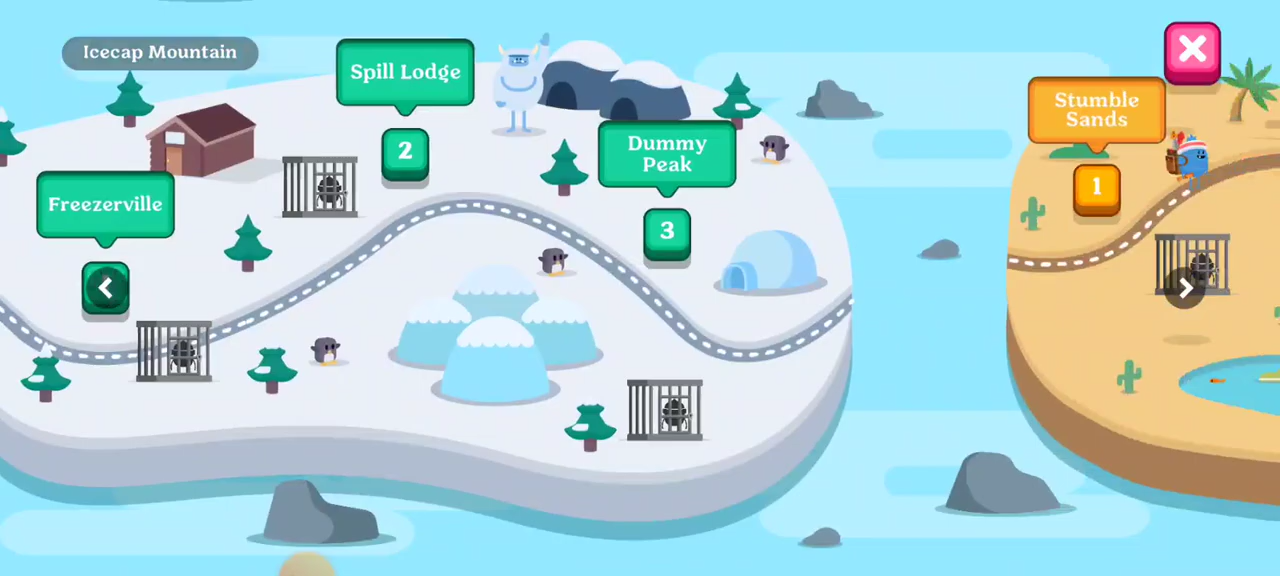 Icecap Mountain
Spill Lodge
2
Dummy
Peak
3
Freezerville
Stumble
Sands
1